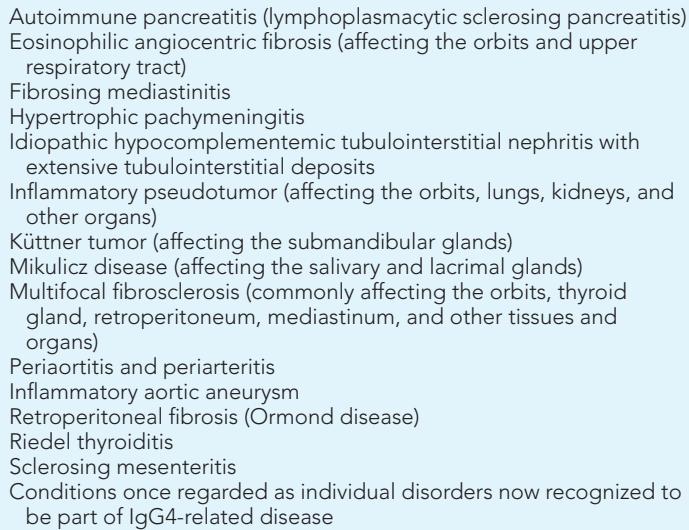 Autoimmune pancreatitis (lymphoplasmacytic sclerosing pancreatitis)
Eosinophilic angiocentric fibrosis (affecting the orbits and upper
respiratory tract)
Fibrosing mediastinitis
Hypertrophic pachymeningitis
Idiopathic hypocomplementemic tubulointerstitial nephritis with
extensive tubulointerstitial deposits
Inflammatory pseudotumor (affecting the orbits, lungs, kidneys, and
other organs)
Küttner tumor (affecting the submandibular glands)
Mikulicz disease (affecting the salivary and lacrimal glands)
Multifocal fibrosclerosis (commonly affecting the orbits, thyroid
gland, retroperitoneum, mediastinum, and other tissues and
organs)
Periaortitis and periarteritis
Inflammatory aortic aneurysm
Retroperitoneal fibrosis (Ormond disease)
Riedel thyroiditis
Sclerosing mesenteritis
Conditions once regarded as individual disorders now recognized to
be part of IgG4-related disease